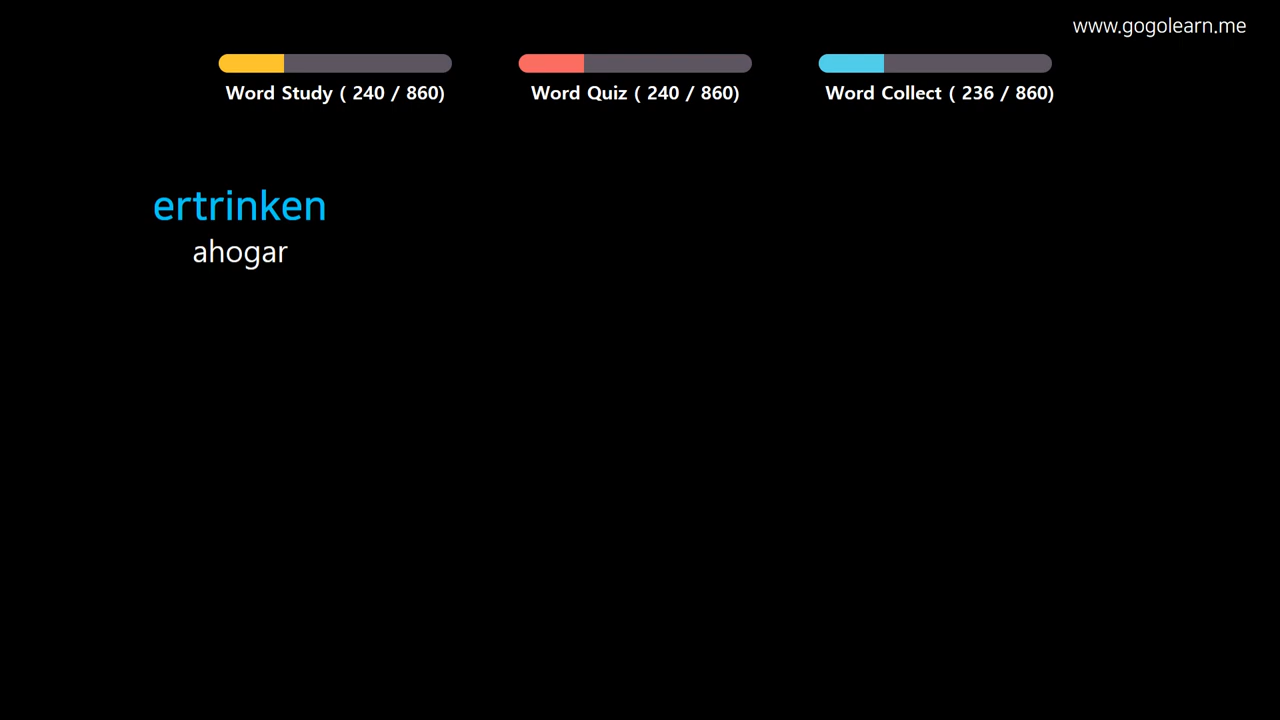 www.gogolearn.me
Word Study ( 240 / 860)
Word Quiz ( 240 / 860)
Word Collect ( 236 / 860)
ertrinken
ahogar